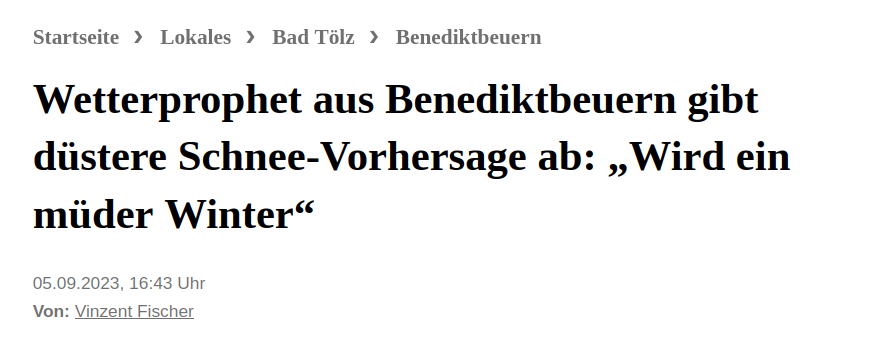 Startseite › Lokales › Bad Tölz › Benediktbeuern
Wetterprophet aus Benediktbeuern gibt
düstere Schnee-Vorhersage ab: „Wird ein
müder Winter“
05.09.2023, 16:43 Uhr
Von: Vinzent Fischer